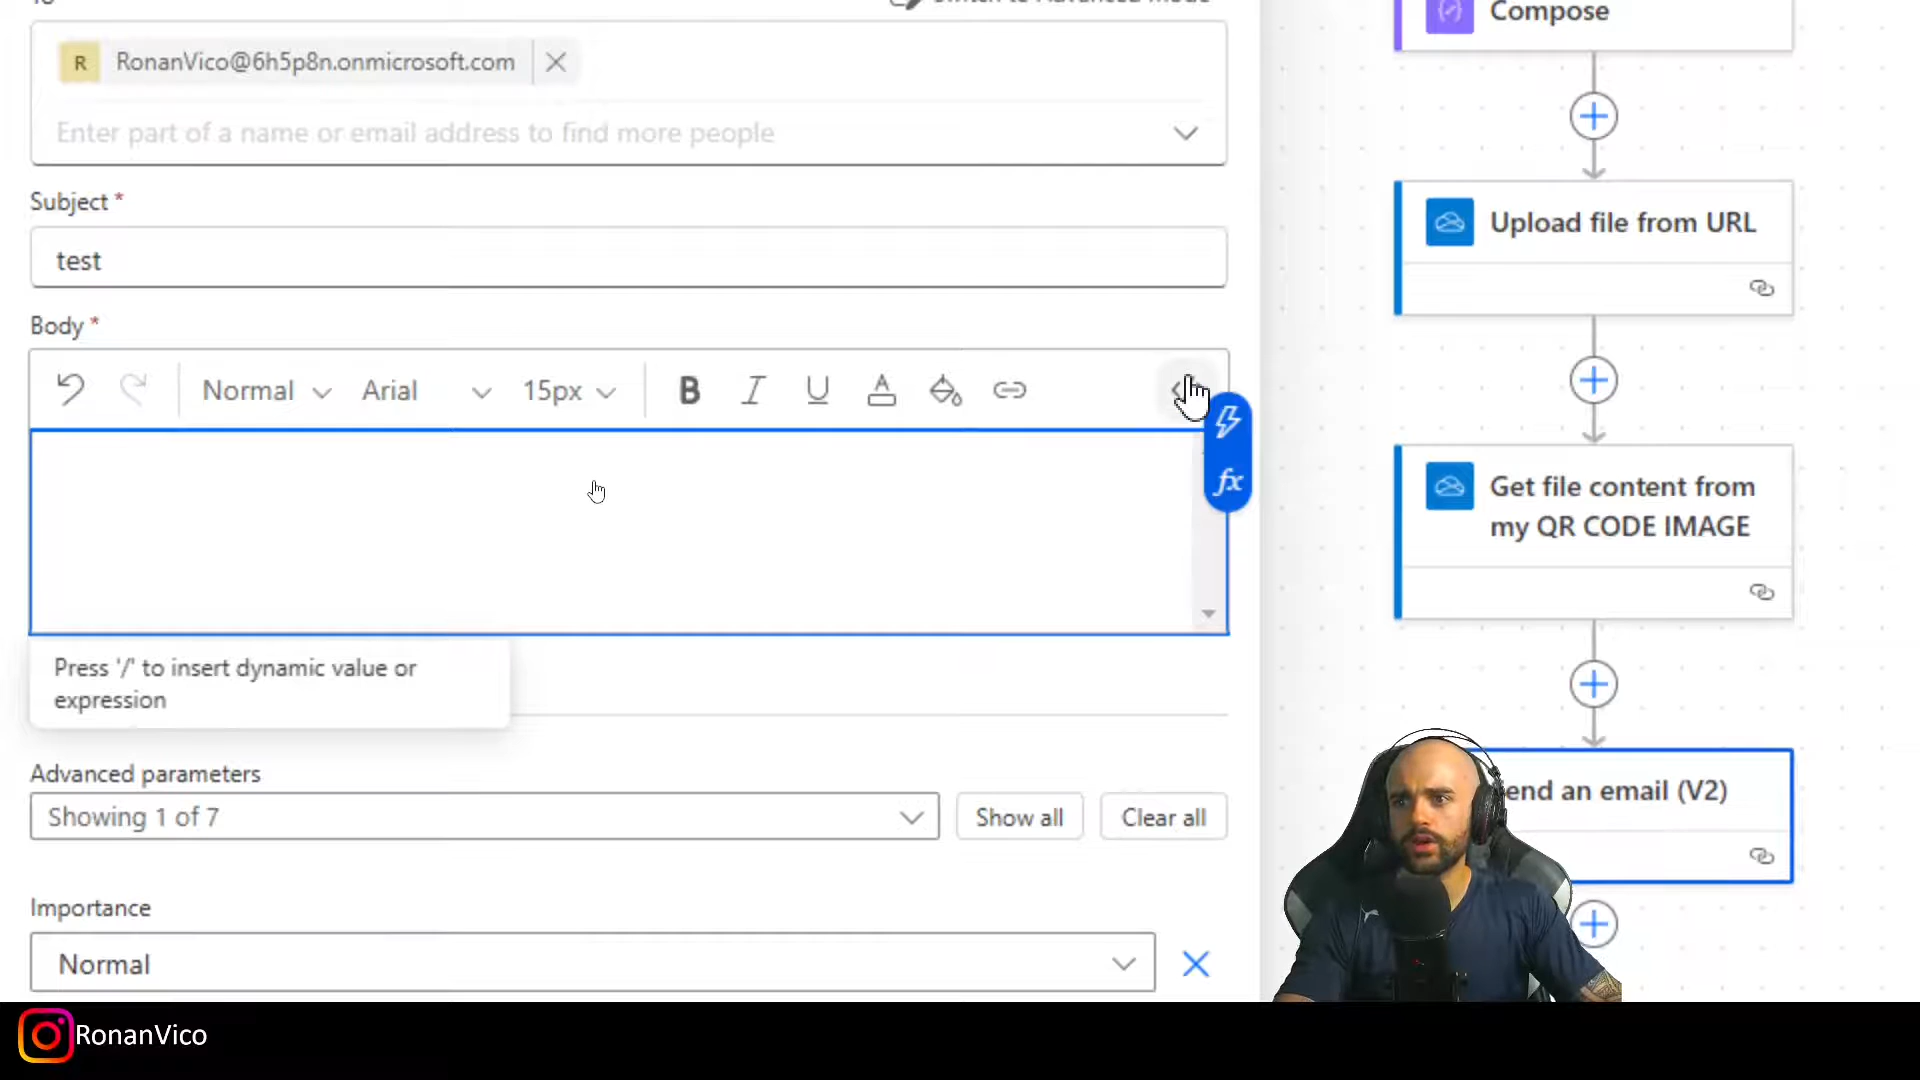 RonanVico@6h5p8n.onmicrosoft.com
R
Enter part of a name or email address to find more people
Subject *
test
Body *
Normal
Arial
15px
B
I
U
A
fx
Press '/' to insert dynamic value or
expression
Advanced parameters
Showing 1 of 7
Show all
Clear all
Importance
Normal
Compose
Upload file from URL
Get file content from
my QR CODE IMAGE
end an email (V2)
RonanVico